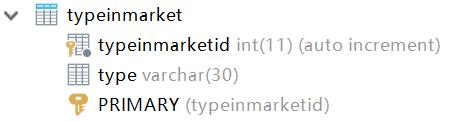 typeinmarket
typeinmarketid int(11) (auto increment)
type varchar(30)
PRIMARY (typeinmarketid)